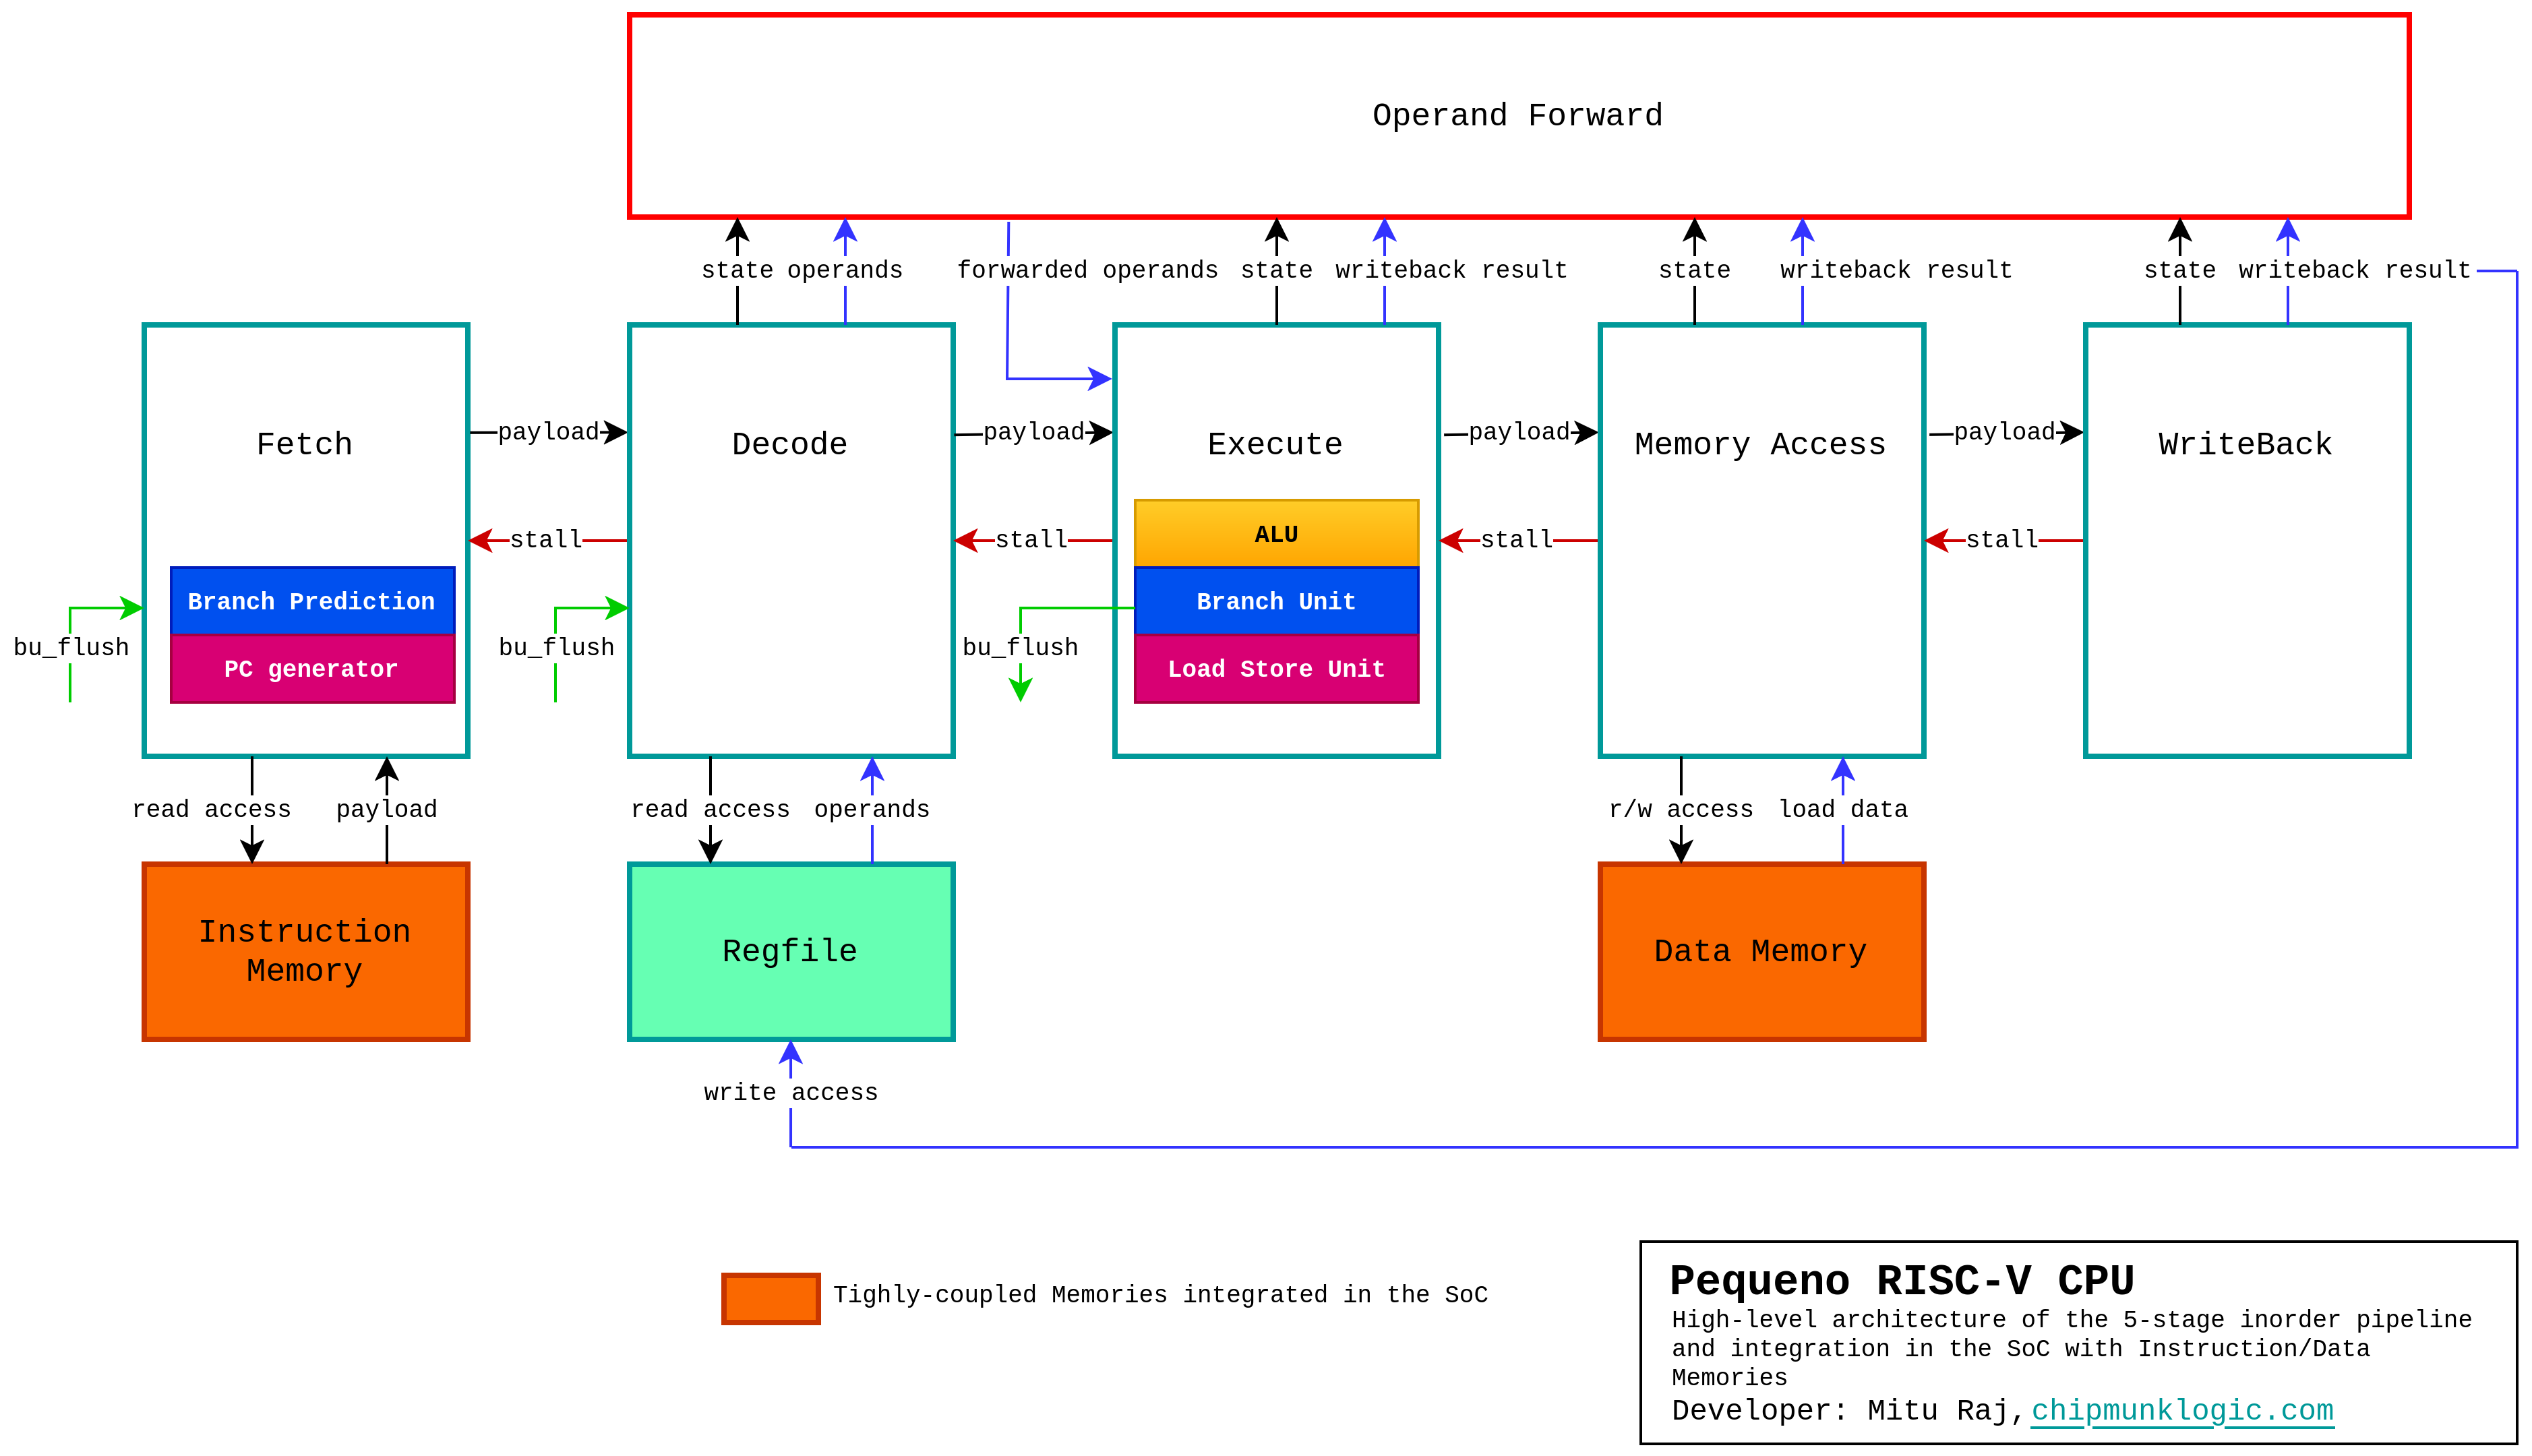 Operand Forward
state
operands
forwarded operands
state
writeback result
state
writeback result
state
writeback result
Fetch
payload
Decode
payload
Execute
payload
Memory Access
payload
WriteBack
stall
stall
ALU
stall
stall
Branch Prediction
Branch Unit
bu_flush
bu_flush
bu_flush
PC generator
Load Store Unit
read access
payload
read access
operands
r/w access
load data
Instruction
Memory
Regfile
Data Memory
write access
Tighly-coupled Memories integrated in the SoC
Pequeno RISC-V CPU
High-level architecture of the 5-stage inorder pipeline
and integration in the SoC with Instruction/Data
Memories
Developer: Mitu Raj, chipmunklogic.com